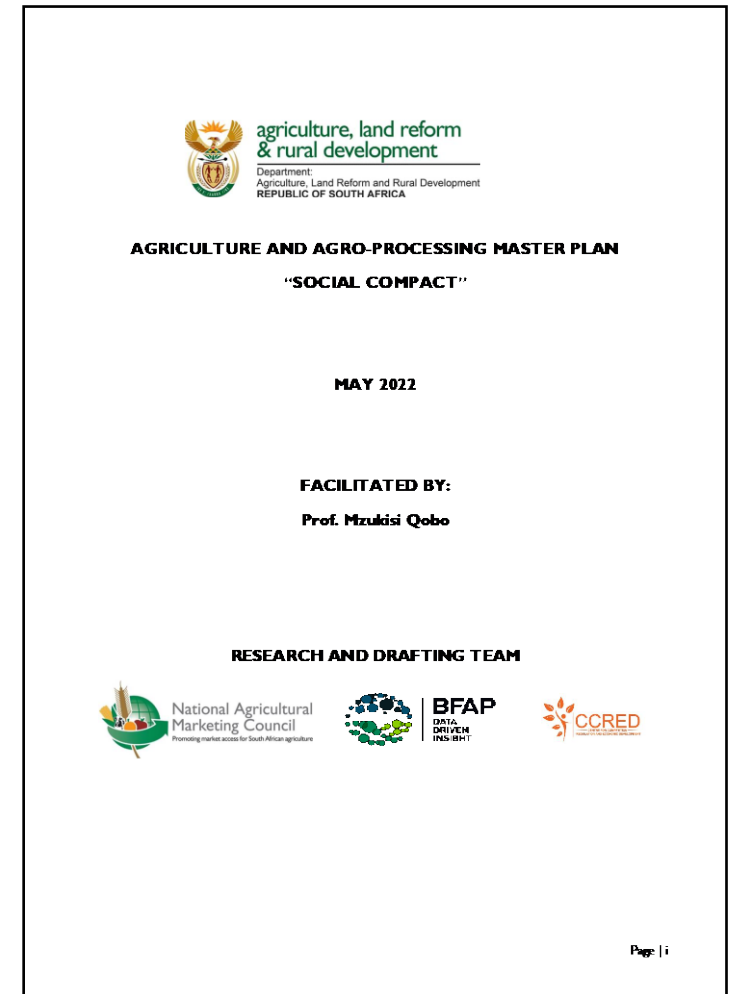 agriculture, land reform
& rural development
Department:
Agriculture, Land Reform and Rural Development
REPUBLIC OF SOUTH AFRICA
AGRICULTURE AND AGRO-PROCESSING MASTER PLAN
“SOCIAL COMPACT”
MAY 2022
FACILITATED BY:
Prof. Mzukisi Qobo
RESEARCH AND DRAFTING TEAM
National Agricultural
Marketing Council
Promoting market access for South African agriculture
BFAP
DATA
DRIVEN
INSIGHT
CCRED
Page | i